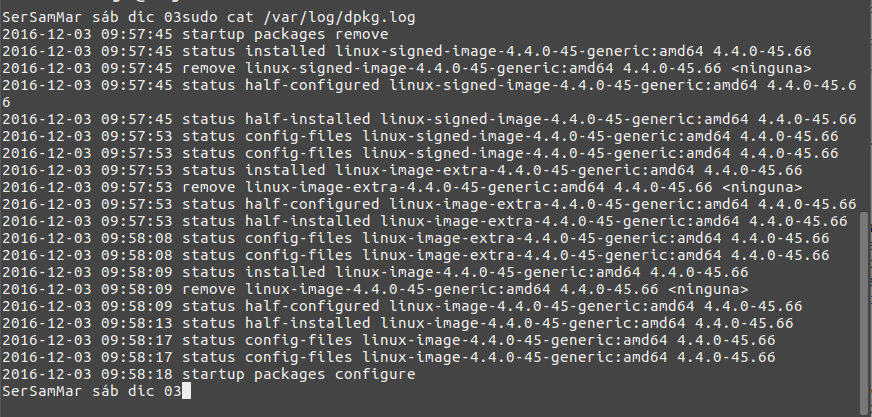 SerSamMar sáb dic 03sudo cat /var/log/dpkg.log
2016-12-03 09:57:45 startup packages remove
2016-12-03 09:57:45 status installed linux-signed-image-4.4.0-45-generic:amd64 4.4.0-45.66
2016-12-03 09:57:45 remove linux-signed-image-4.4.0-45-generic:amd64 4.4.0-45.66 <ninguna>
2016-12-03 09:57:45 status half-configured linux-signed-image-4.4.0-45-generic:amd64 4.4.0-45.6
6
2016-12-03 09:57:45 status half-installed linux-signed-image-4.4.0-45-generic:amd64 4.4.0-45.66
2016-12-03 09:57:53 status config-files linux-signed-image-4.4.0-45-generic:amd64 4.4.0-45.66
2016-12-03 09:57:53 status config-files linux-signed-image-4.4.0-45-generic:amd64 4.4.0-45.66
2016-12-03 09:57:53 status installed linux-image-extra-4.4.0-45-generic:amd64 4.4.0-45.66
2016-12-03 09:57:53 remove linux-image-extra-4.4.0-45-generic:amd64 4.4.0-45.66 <ninguna>
2016-12-03 09:57:53 status half-configured linux-image-extra-4.4.0-45-generic:amd64 4.4.0-45.66
2016-12-03 09:57:53 status half-installed linux-image-extra-4.4.0-45-generic:amd64 4.4.0-45.66
2016-12-03 09:58:08 status config-files linux-image-extra-4.4.0-45-generic:amd64 4.4.0-45.66
2016-12-03 09:58:08 status config-files linux-image-extra-4.4.0-45-generic:amd64 4.4.0-45.66
2016-12-03 09:58:09 status installed linux-image-4.4.0-45-generic:amd64 4.4.0-45.66
2016-12-03 09:58:09 remove linux-image-4.4.0-45-generic:amd64 4.4.0-45.66 <ninguna>
2016-12-03 09:58:09 status half-configured linux-image-4.4.0-45-generic:amd64 4.4.0-45.66
2016-12-03 09:58:13 status half-installed linux-image-4.4.0-45-generic:amd64 4.4.0-45.66
2016-12-03 09:58:17 status config-files linux-image-4.4.0-45-generic:amd64 4.4.0-45.66
2016-12-03 09:58:17 status config-files linux-image-4.4.0-45-generic:amd64 4.4.0-45.66
2016-12-03 09:58:18 startup packages configure
SerSamMar sáb dic 03